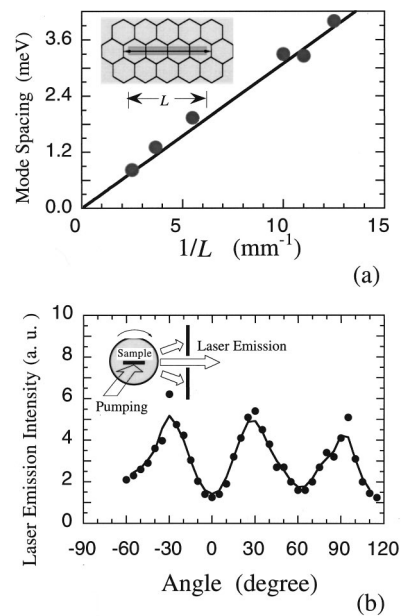 3.6
2.4
1.2
0.0
Mode Spacing (meV)
L
0 5 10 15
1/L (mm⁻¹)
(a)
10
8
6
4
2
0
Laser Emission Intensity (a. u.)
Sample
Laser Emission
Pumping
-90 -60 -30 0 30 60 90 120
Angle (degree)
(b)